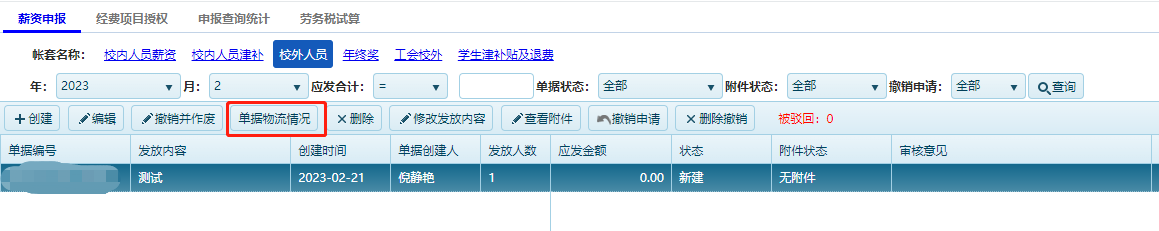 薪资申报 经费项目授权 申报查询统计 劳务税试算
帐套名称: 校内人员薪资 校内人员津补 校外人员 年终奖 工会校外 学生津补贴及退费
年: 2023 月: 2 应发合计: = 单据状态: 全部 附件状态: 全部 撤销申请: 全部 查询
创建 编辑 撤销并作废 单据物流情况 删除 修改发放内容 查看附件 撤销申请 删除撤销 被驳回: 0
单据编号 发放内容 创建时间 单据创建人 发放人数 应发金额 状态 附件状态 审核意见
测试 2023-02-21 倪静艳 1 0.00 新建 无附件